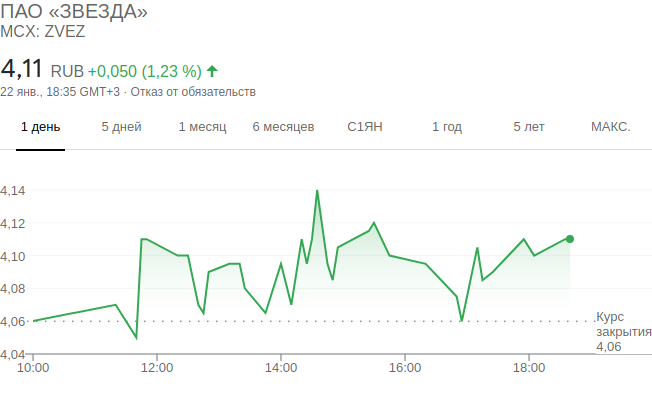 ПАО «ЗВЕЗДА»
MCX: ZVEZ
4,11 RUB +0,050 (1,23 %)
22 янв., 18:35 GMT+3 · Отказ от обязательств
1 день 5 дней 1 месяц 6 месяцев С1ЯН 1 год 5 лет МАКС.
4,14
4,12
4,10
4,08
4,06
4,04
Курс
закрытия
4,06
10:00 12:00 14:00 16:00 18:00